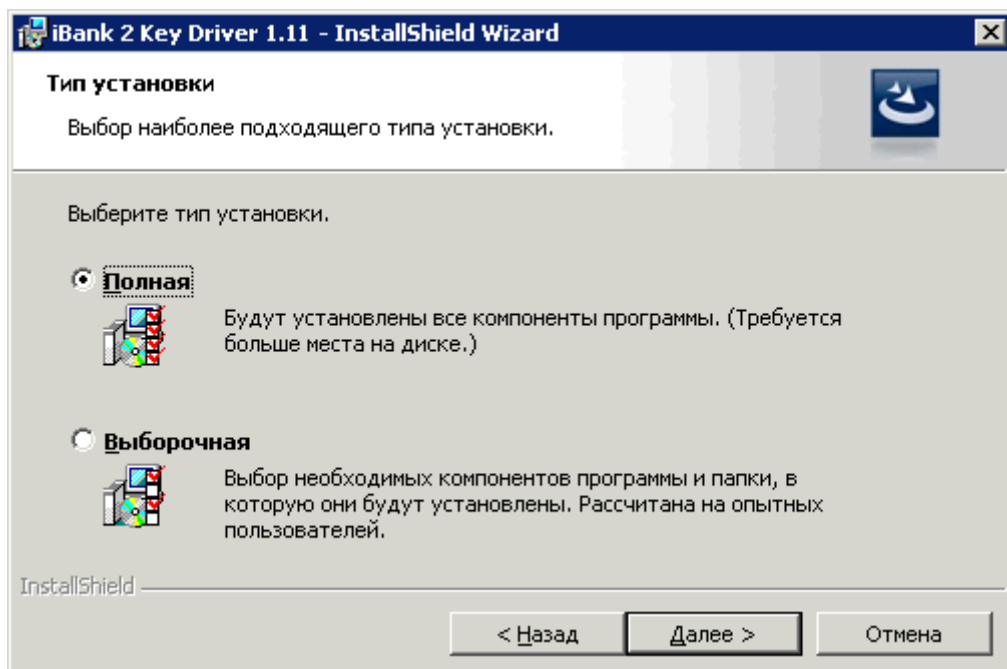 iBank 2 Key Driver 1.11 - InstallShield Wizard
Тип установки
Выбор наиболее подходящего типа установки.
Выберите тип установки.
Полная
Будут установлены все компоненты программы. (Требуется
больше места на диске.)
Выборочная
Выбор необходимых компонентов программы и папки, в
которую они будут установлены. Рассчитана на опытных
пользователей.
InstallShield
< Назад
Далее >
Отмена